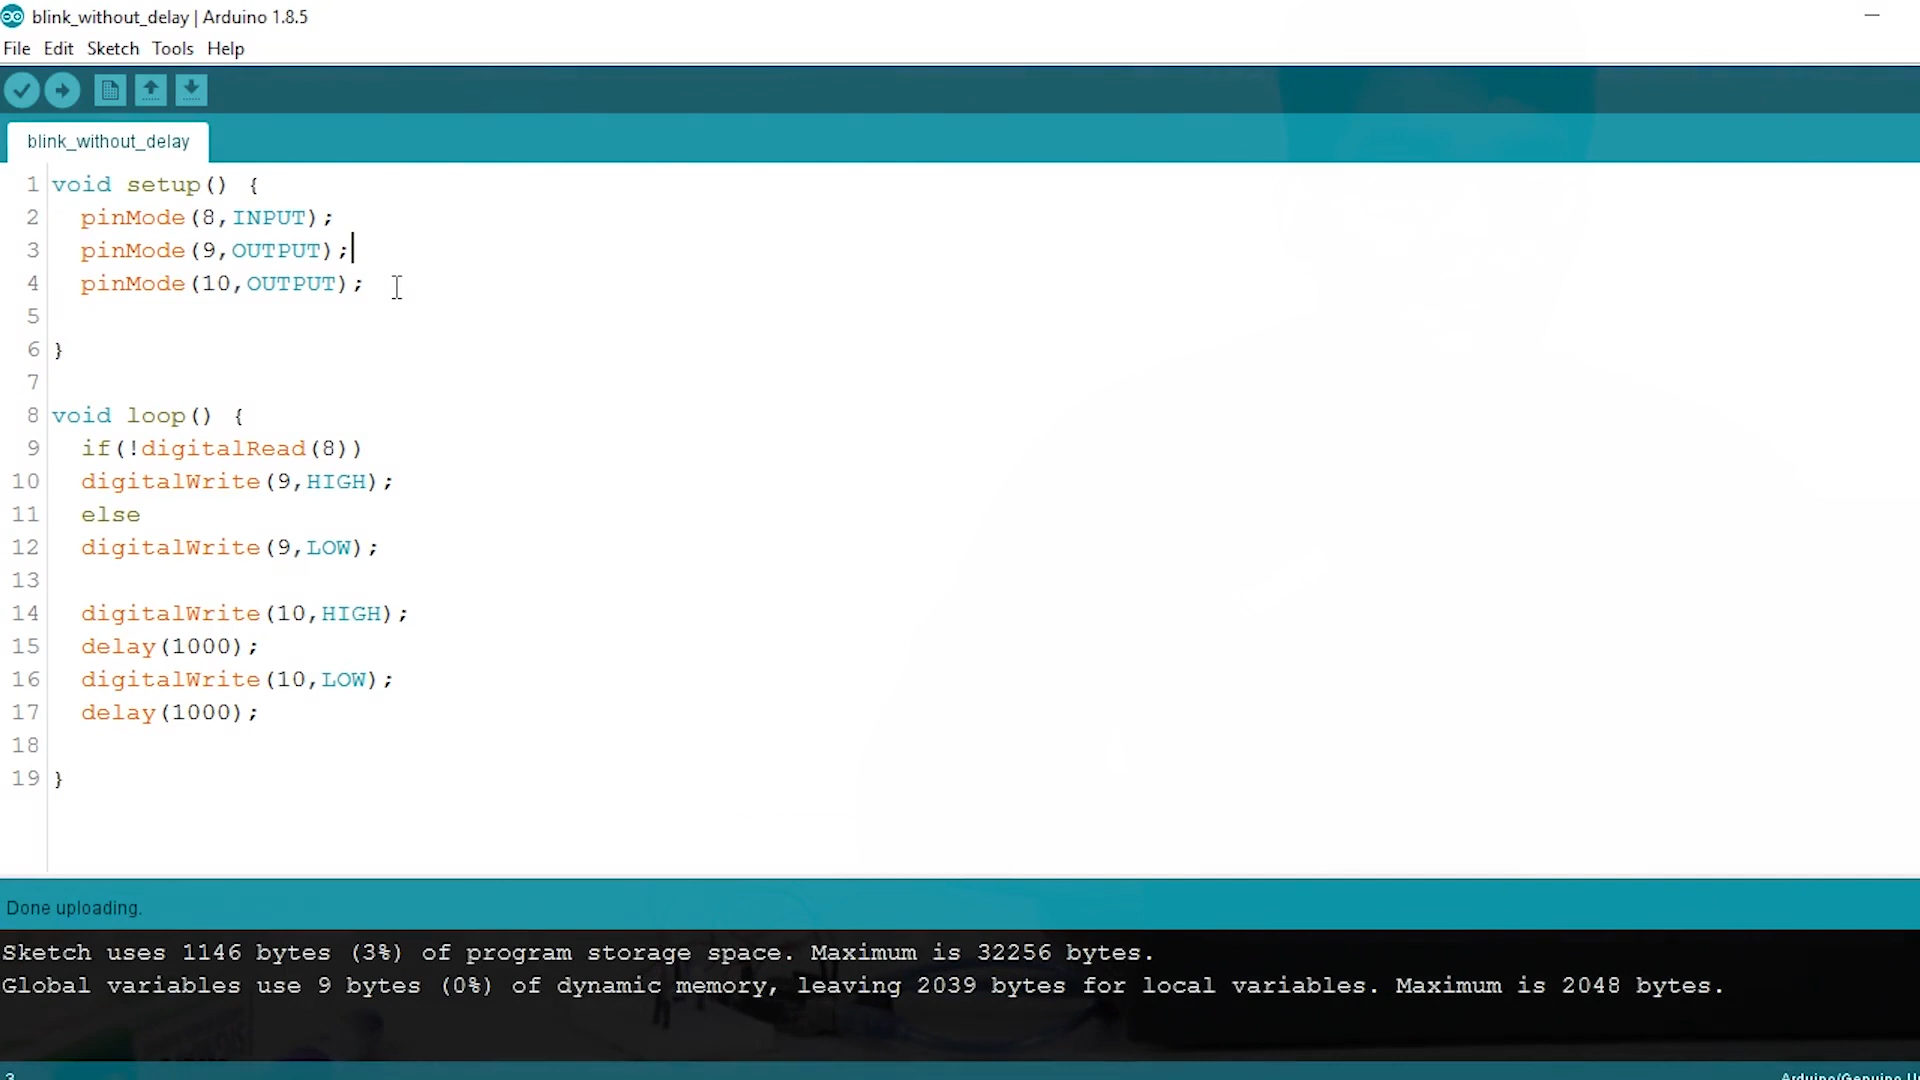 blink_without_delay | Arduino 1.8.5
File Edit Sketch Tools Help
blink_without_delay
1 void setup() {
2 pinMode(8,INPUT);
3 pinMode(9,OUTPUT);
4 pinMode(10,OUTPUT);
5
6 }
7
8 void loop() {
9 if(!digitalRead(8))
10 digitalWrite(9,HIGH);
11 else
12 digitalWrite(9,LOW);
13
14 digitalWrite(10,HIGH);
15 delay(1000);
16 digitalWrite(10,LOW);
17 delay(1000);
18
19 }
Done uploading.
Sketch uses 1146 bytes (3%) of program storage space. Maximum is 32256 bytes.
Global variables use 9 bytes (0%) of dynamic memory, leaving 2039 bytes for local variables. Maximum is 2048 bytes.
3 Arduino/Genuino